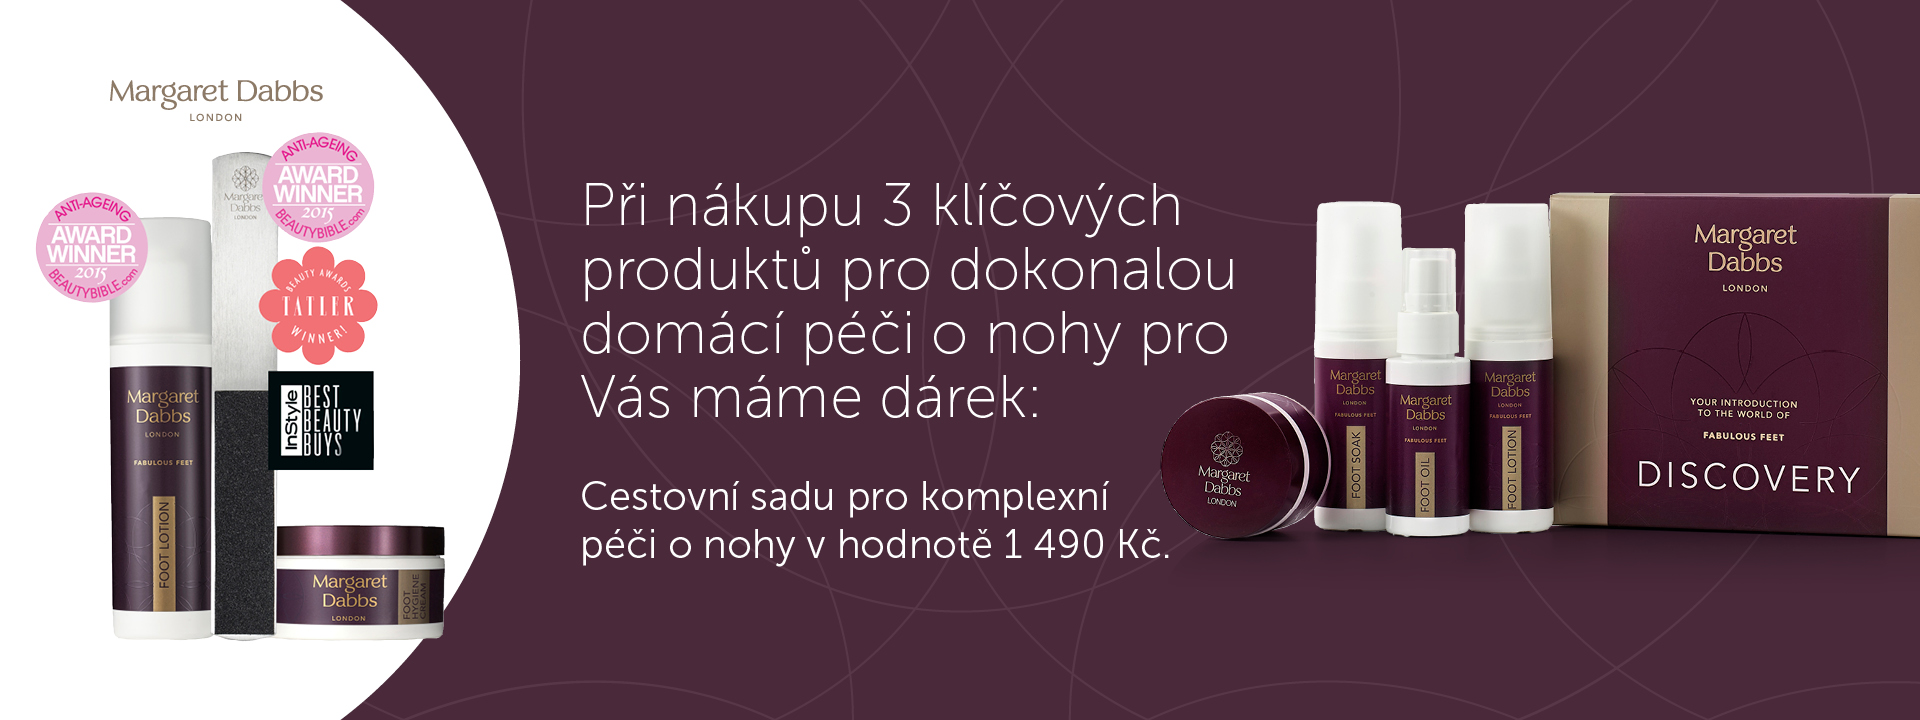 Margaret Dabbs
LONDON
ANTI-AGEING
AWARD
WINNER
2015
BEAUTYBIBLE.com
Margaret
Dabbs
LONDON
ANTI-AGEING
AWARD
WINNER
2015
BEAUTYBIBLE.com
BEAUTY AWARDS
TATLER
WINNER!
InStyle
BEST
BEAUTY
BUYS
Margaret
Dabbs
LONDON
FABULOUS FEET
FOOT LOTION
Margaret
Dabbs
LONDON
FOOT
HYGIENE
CREAM
Při nákupu 3 klíčových
produktů pro dokonalou
domácí péči o nohy pro
Vás máme dárek:
Cestovní sadu pro komplexní
péči o nohy v hodnotě 1 490 Kč.
Margaret
Dabbs
LONDON
Margaret
Dabbs
LONDON
FABULOUS FEET
FOOT SOAK
Margaret
Dabbs
LONDON
FABULOUS FEET
FOOT OIL
Margaret
Dabbs
LONDON
FABULOUS FEET
FOOT LOTION
Margaret
Dabbs
LONDON
YOUR INTRODUCTION
TO THE WORLD OF
FABULOUS FEET
DISCOVERY